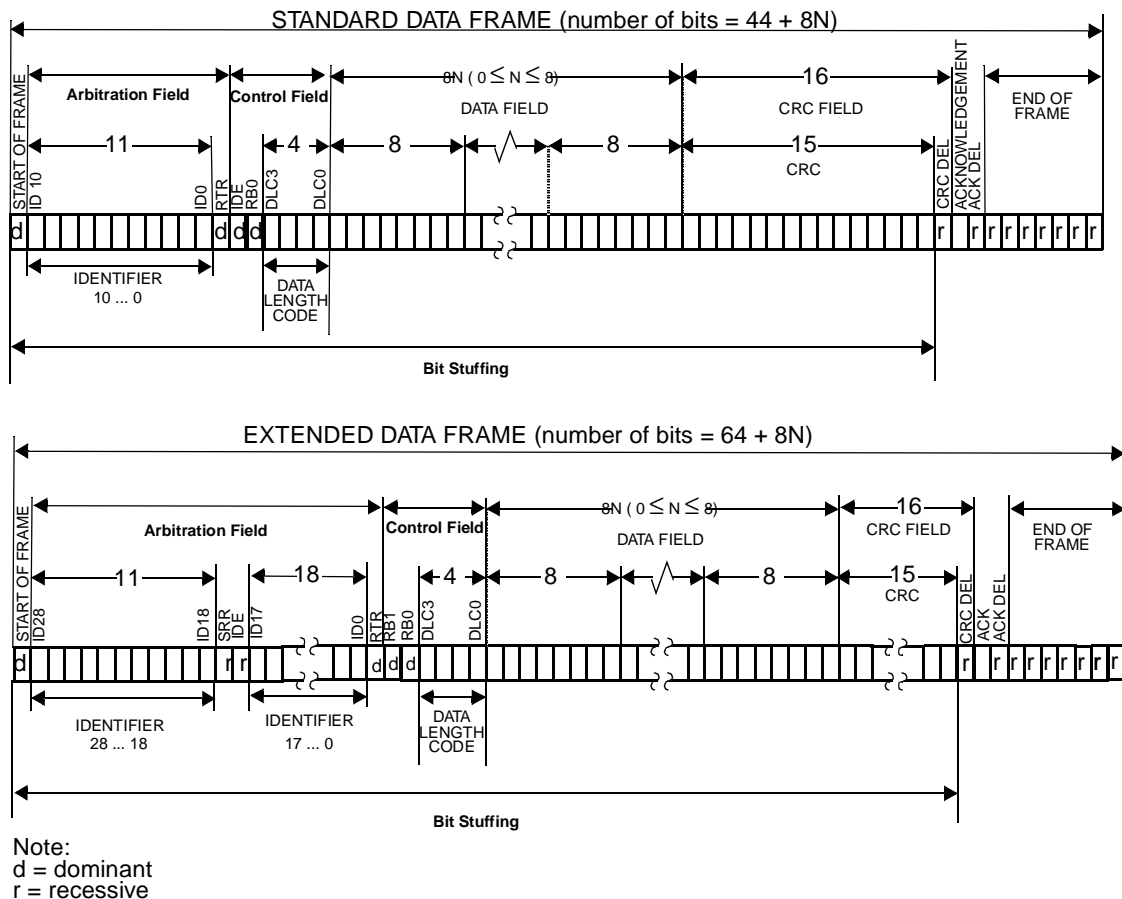 STANDARD DATA FRAME (number of bits = 44 + 8N)
8N ( 0 ≤ N ≤ 8)
16
Arbitration Field
Control Field
DATA FIELD
CRC FIELD
END OF
FRAME
11
4
8
8
15
CRC
START OF FRAME
ID 10
ID0
RTR
IDE
RB0
DLC3
DLC0
CRC DEL
ACKNOWLEDGEMENT
ACK DEL
d d d d r r r r r r r r r
IDENTIFIER
10 ... 0
DATA
LENGTH
CODE
Bit Stuffing
EXTENDED DATA FRAME (number of bits = 64 + 8N)
8N ( 0 ≤ N ≤ 8)
16
Arbitration Field
Control Field
DATA FIELD
CRC FIELD
END OF
FRAME
11
18
4
8
8
15
CRC
START OF FRAME
ID28
ID18
SRR
IDE
ID17
ID0
RTR
RB1
RB0
DLC3
DLC0
CRC DEL
ACK
ACK DEL
d r r d d d r r r r r r r r r
IDENTIFIER
28 ... 18
IDENTIFIER
17 ... 0
DATA
LENGTH
CODE
Bit Stuffing
Note:
d = dominant
r = recessive